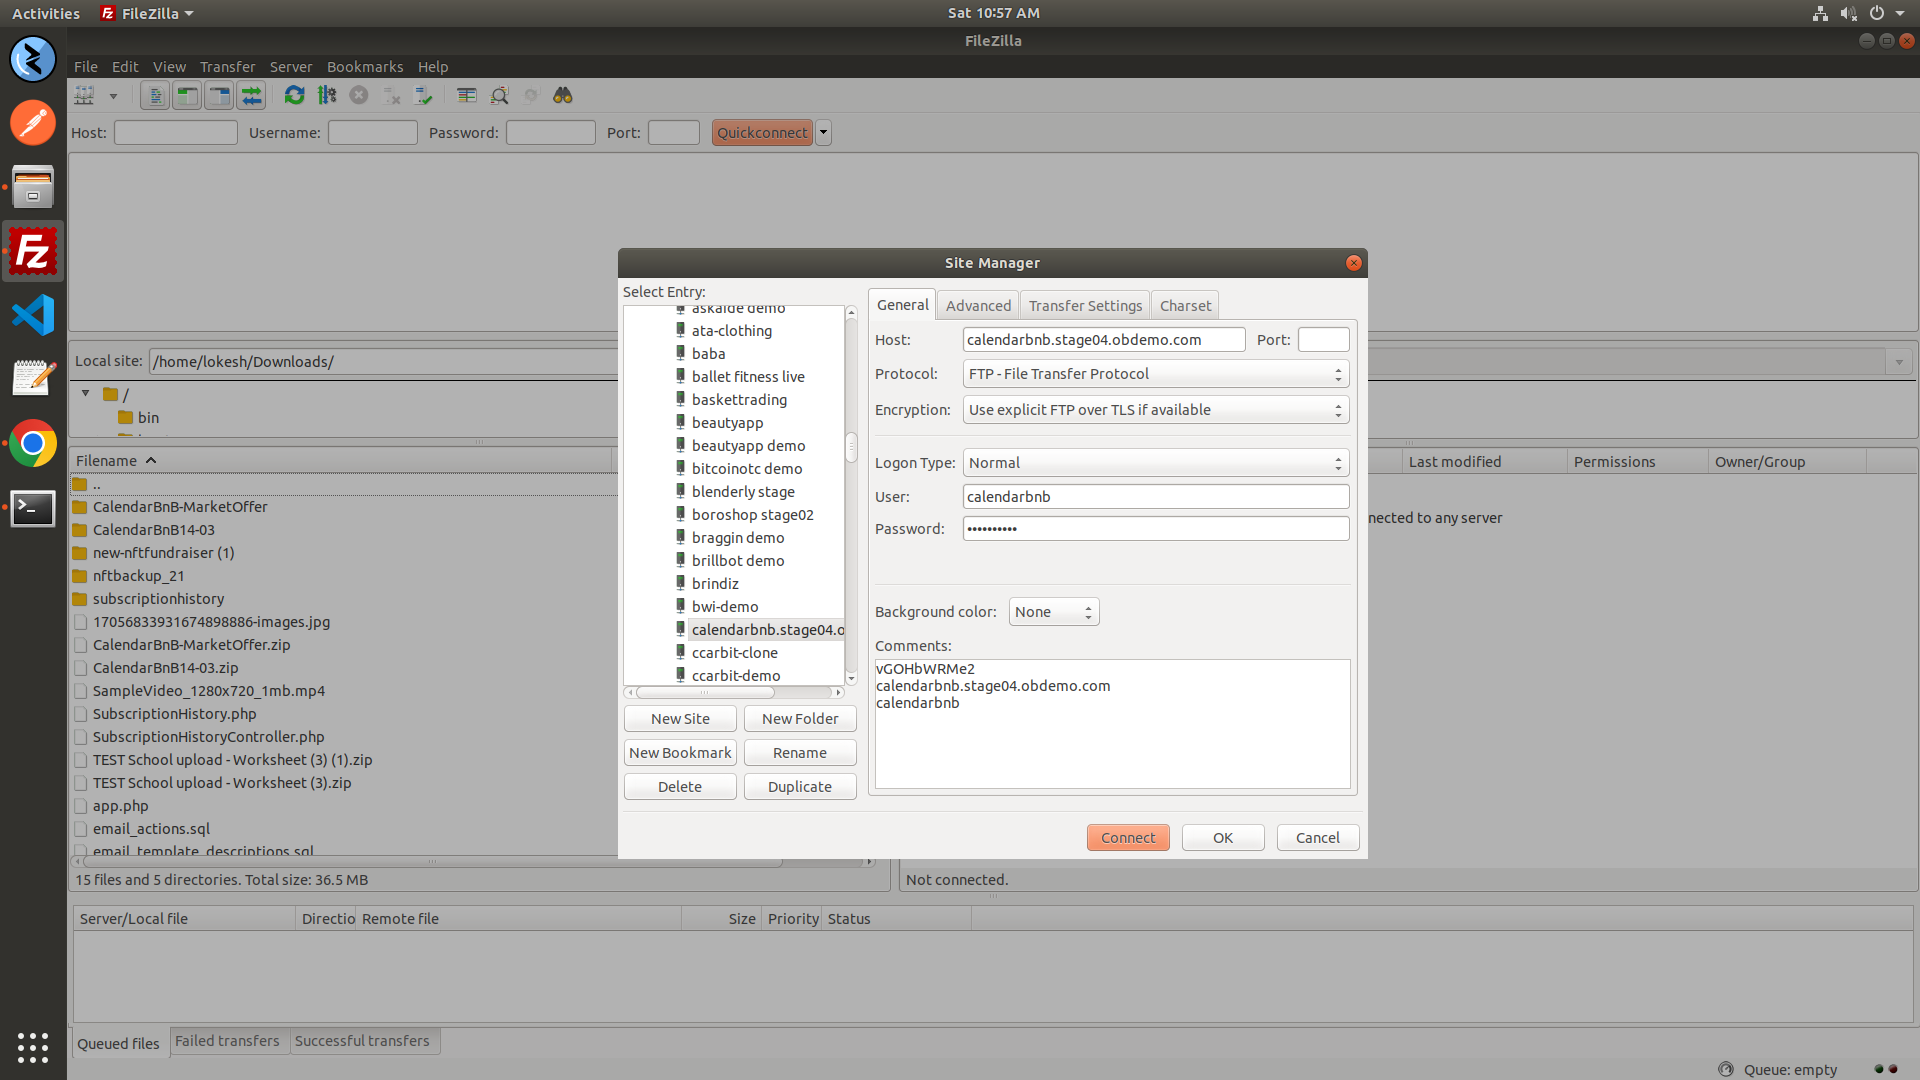 Activities FileZilla Sat 10:57 AM
FileZilla
File Edit View Transfer Server Bookmarks Help
Host: Username: Password: Port: Quickconnect
Local site: /home/lokesh/Downloads/
/
bin
Filename
..
CalendarBnB-MarketOffer
CalendarBnB14-03
new-nftfundraiser (1)
nftbackup_21
subscriptionhistory
17056833931674898886-images.jpg
CalendarBnB-MarketOffer.zip
CalendarBnB14-03.zip
SampleVideo_1280x720_1mb.mp4
SubscriptionHistory.php
SubscriptionHistoryController.php
TEST School upload - Worksheet (3) (1).zip
TEST School upload - Worksheet (3).zip
app.php
email_actions.sql
email_template_descriptions.sql
15 files and 5 directories. Total size: 36.5 MB
Site Manager
Select Entry:
askaide demo
ata-clothing
baba
ballet fitness live
baskettrading
beautyapp
beautyapp demo
bitcoinotc demo
blenderly stage
boroshop stage02
braggin demo
brillbot demo
brindiz
bwi-demo
calendarbnb.stage04.o
ccarbit-clone
ccarbit-demo
New Site New Folder
New Bookmark Rename
Delete Duplicate
General Advanced Transfer Settings Charset
Host: calendarbnb.stage04.obdemo.com Port:
Protocol: FTP - File Transfer Protocol
Encryption: Use explicit FTP over TLS if available
Logon Type: Normal
User: calendarbnb
Password: ••••••••••
Background color: None
Comments:
vGOHbWRMe2
calendarbnb.stage04.obdemo.com
calendarbnb
Connect OK Cancel
Last modified Permissions Owner/Group
nected to any server
Not connected.
Server/Local file Directio Remote file Size Priority Status
Queued files Failed transfers Successful transfers
Queue: empty